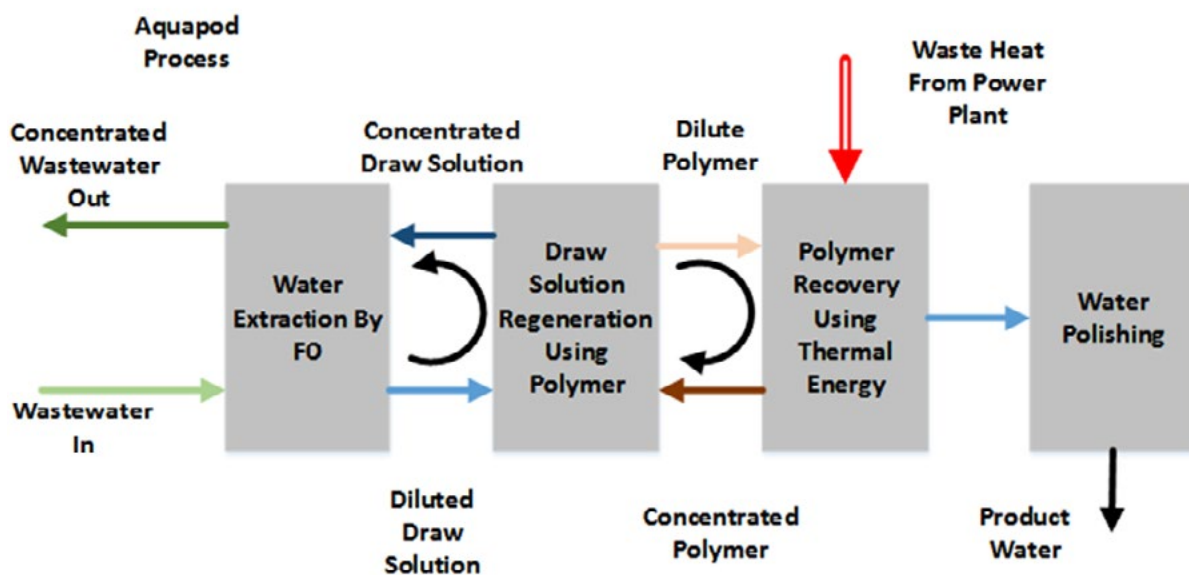 Aquapod
Process
Waste Heat
From Power
Plant
Concentrated
Wastewater
Out
Concentrated
Draw Solution
Dilute
Polymer
Water
Extraction By
FO
Draw
Solution
Regeneration
Using
Polymer
Polymer
Recovery
Using
Thermal
Energy
Water
Polishing
Wastewater
In
Diluted
Draw
Solution
Concentrated
Polymer
Product
Water